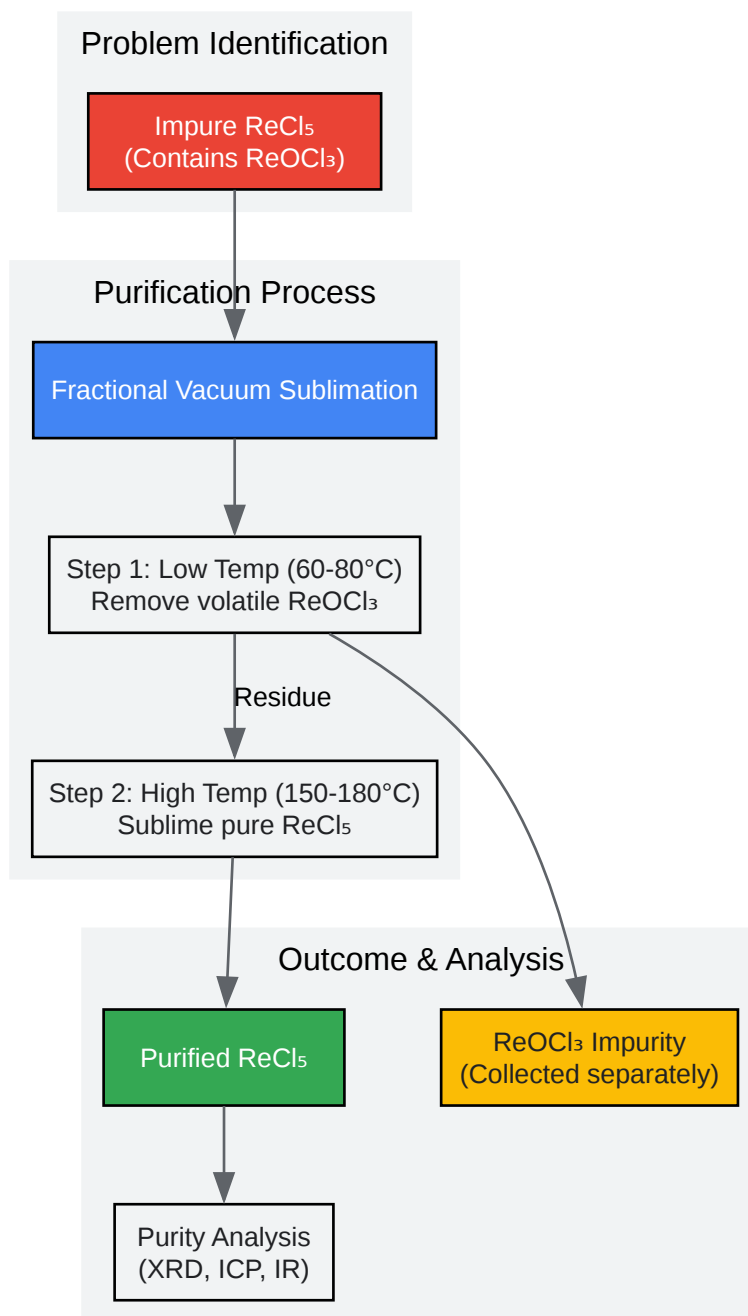 Problem Identification
Impure ReCl₅
(Contains ReOCl₃)
Purification Process
Fractional Vacuum Sublimation
Step 1: Low Temp (60-80°C)
Remove volatile ReOCl₃
Residue
Step 2: High Temp (150-180°C)
Sublime pure ReCl₅
Outcome & Analysis
Purified ReCl₅
ReOCl₃ Impurity
(Collected separately)
Purity Analysis
(XRD, ICP, IR)